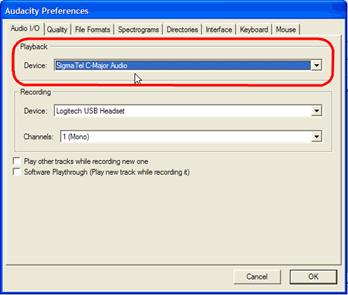 Audacity Preferences
Audio I/O Quality File Formats Spectrograms Directories Interface Keyboard Mouse
Playback
Device: SigmaTel C-Major Audio
Recording
Device: Logitech USB Headset
Channels: 1 (Mono)
Play other tracks while recording new one
Software Playthrough (Play new track while recording it)
Cancel OK